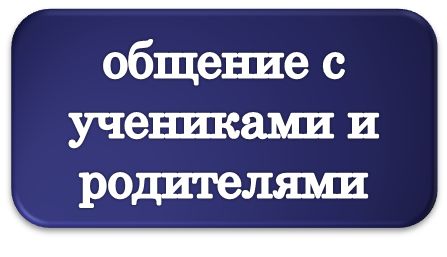 общение с
учениками и
родителями